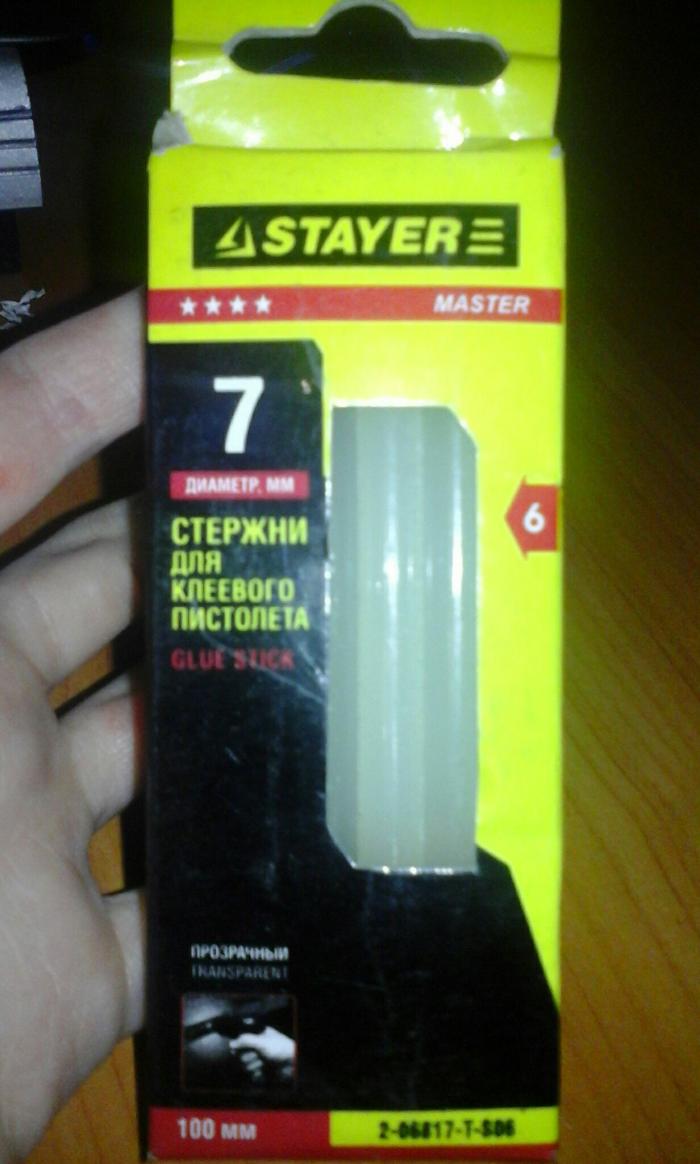 STAYER
MASTER
7
ДИАМЕТР. ММ
6
СТЕРЖНИ
ДЛЯ
КЛЕЕВОГО
ПИСТОЛЕТА
GLUE STICK
ПРОЗРАЧНЫЙ
TRANSPARENT
100 ММ
2-06817-T-S06